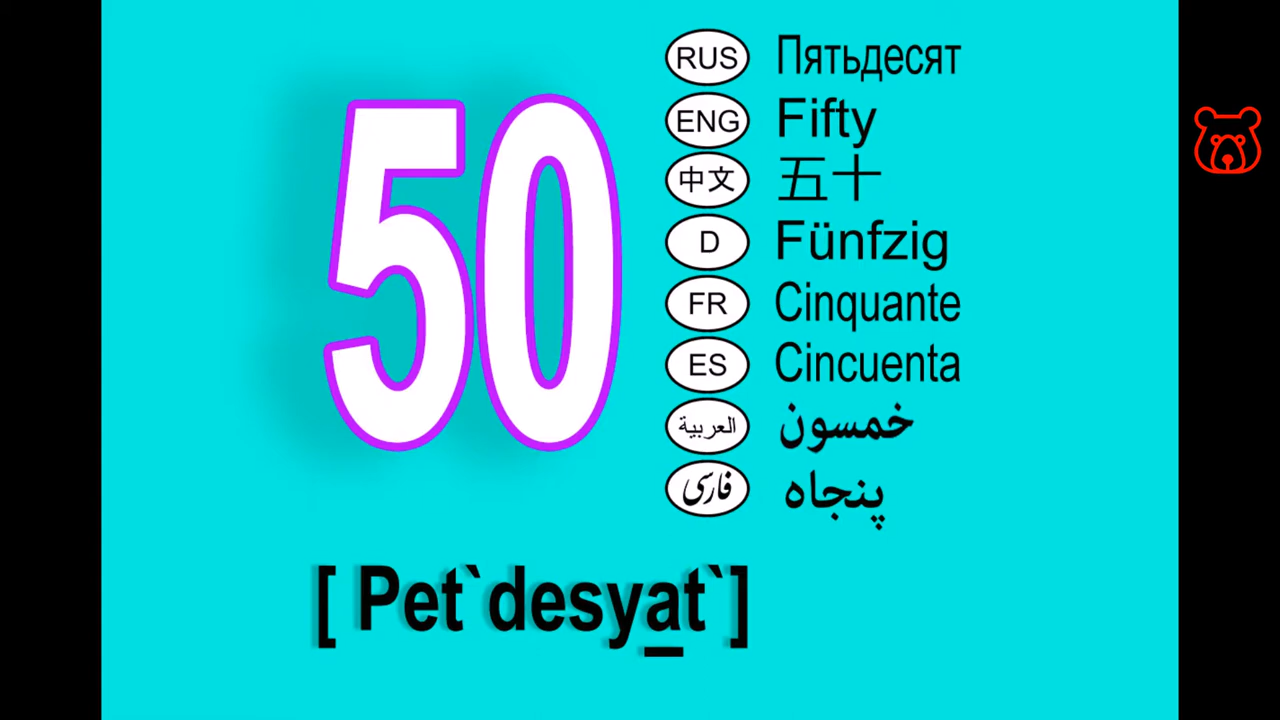 50
RUS Пятьдесят
ENG Fifty
中文 五十
D Fünfzig
FR Cinquante
ES Cincuenta
العربية خمسون
فارسی پنجاه
[ Pet`desyat`]